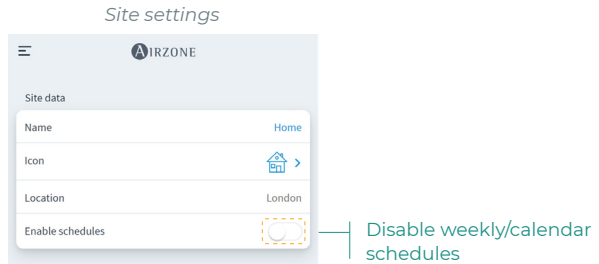 Site settings
AIRZONE
Site data
Name Home
Icon
Location London
Enable schedules
Disable weekly/calendar
schedules